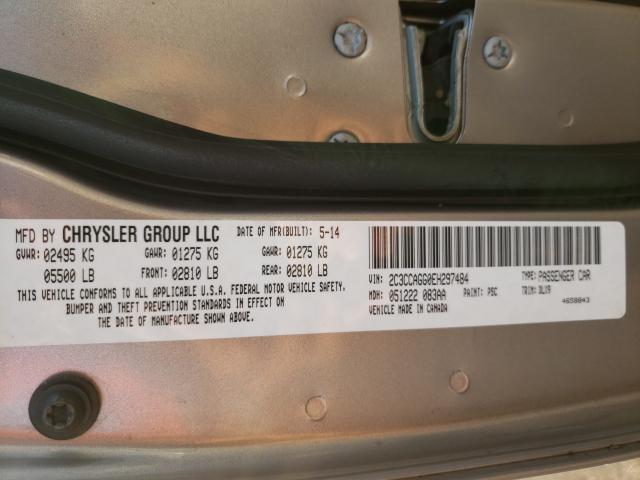 MFD BY CHRYSLER GROUP LLC DATE OF MFR(BUILT): 5-14
GVWR: 02495 KG GAWR: 01275 KG GAWR: 01275 KG
05500 LB FRONT: 02810 LB REAR: 02810 LB
THIS VEHICLE CONFORMS TO ALL APPLICABLE U.S.A. FEDERAL MOTOR VEHICLE SAFETY,
BUMPER AND THEFT PREVENTION STANDARDS IN EFFECT ON
THE DATE OF MANUFACTURE SHOWN ABOVE.
VIN: 2C3CCAGG0EH297484 TYPE: PASSENGER CAR
MDH: 051222 083AA PAINT: PSC TRIM: DLX9
VEHICLE MADE IN CANADA 4658843